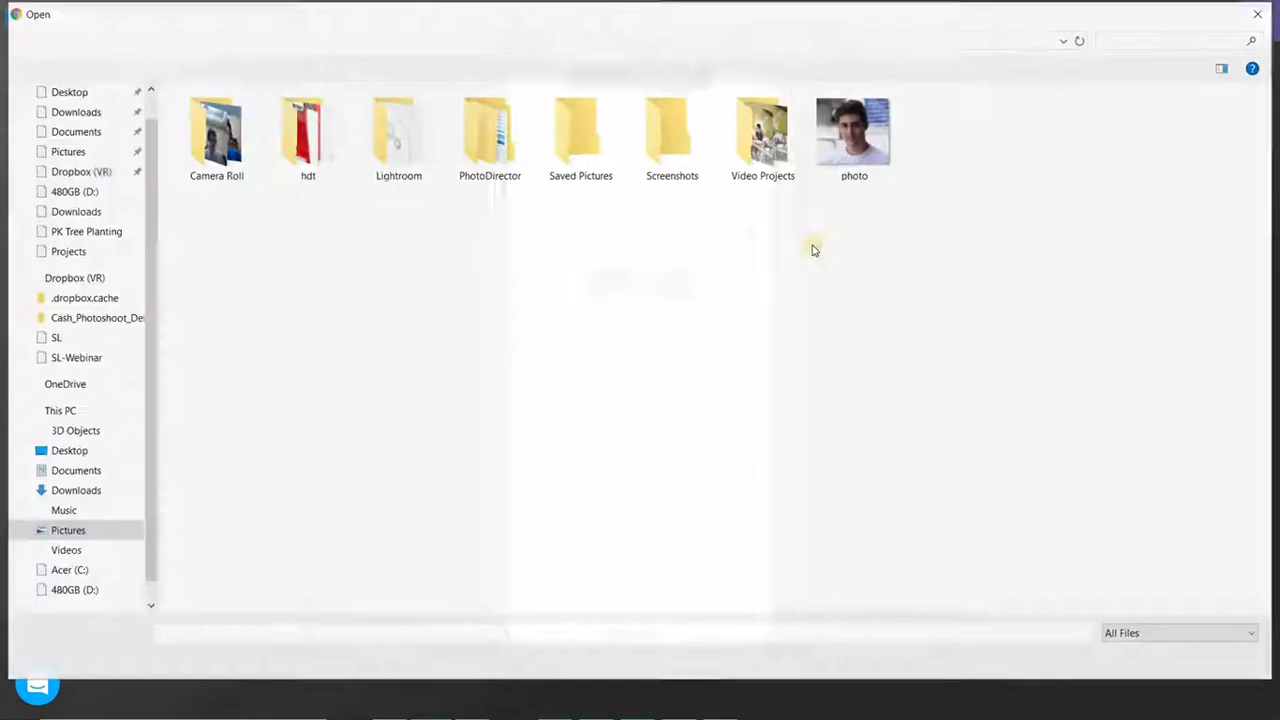 Open
Desktop
Downloads
Documents
Pictures
Dropbox (VR)
480GB (D:)
Downloads
PK Tree Planting
Projects
Dropbox (VR)
.dropbox.cache
Cash_Photoshoot_De
SL
SL-Webinar
OneDrive
This PC
3D Objects
Desktop
Documents
Downloads
Music
Pictures
Videos
Acer (C:)
480GB (D:)
Camera Roll
hdt
Lightroom
PhotoDirector
Saved Pictures
Screenshots
Video Projects
photo
All Files